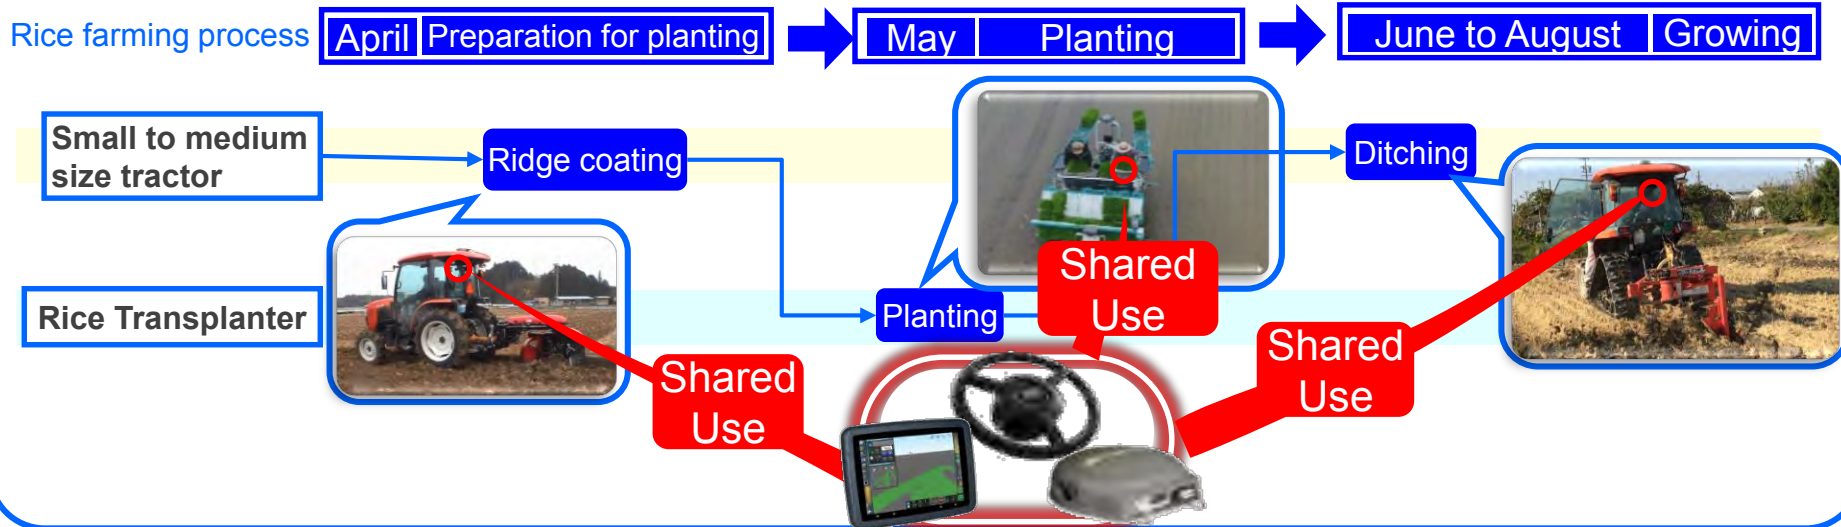 Rice farming process
April
Preparation for planting
May
Planting
June to August
Growing
Small to medium
size tractor
Ridge coating
Ditching
Rice Transplanter
Planting
Shared
Use
Shared
Use
Shared
Use